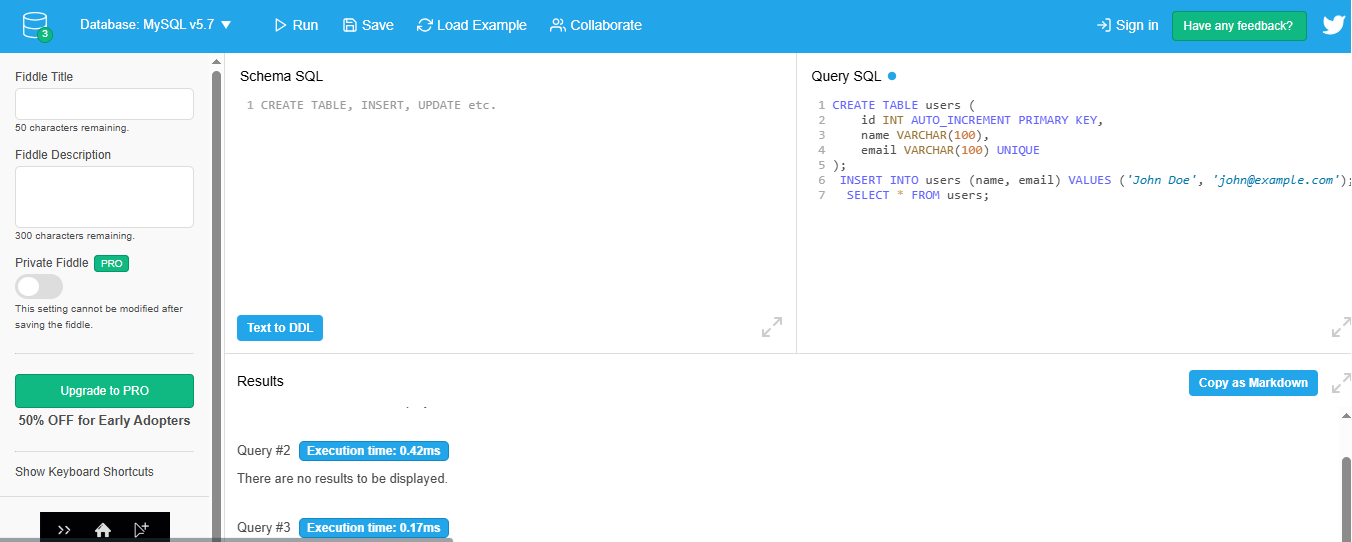 3
Database: MySQL v5.7 ▼
Run
Save
Load Example
Collaborate
Sign in
Have any feedback?
Fiddle Title
50 characters remaining.
Fiddle Description
300 characters remaining.
Private Fiddle PRO
This setting cannot be modified after
saving the fiddle.
Upgrade to PRO
50% OFF for Early Adopters
Show Keyboard Shortcuts
Schema SQL
1 CREATE TABLE, INSERT, UPDATE etc.
Text to DDL
Query SQL
1 CREATE TABLE users (
2 id INT AUTO_INCREMENT PRIMARY KEY,
3 name VARCHAR(100),
4 email VARCHAR(100) UNIQUE
5 );
6 INSERT INTO users (name, email) VALUES ('John Doe', 'john@example.com');
7 SELECT * FROM users;
Results
Copy as Markdown
Query #2 Execution time: 0.42ms
There are no results to be displayed.
Query #3 Execution time: 0.17ms